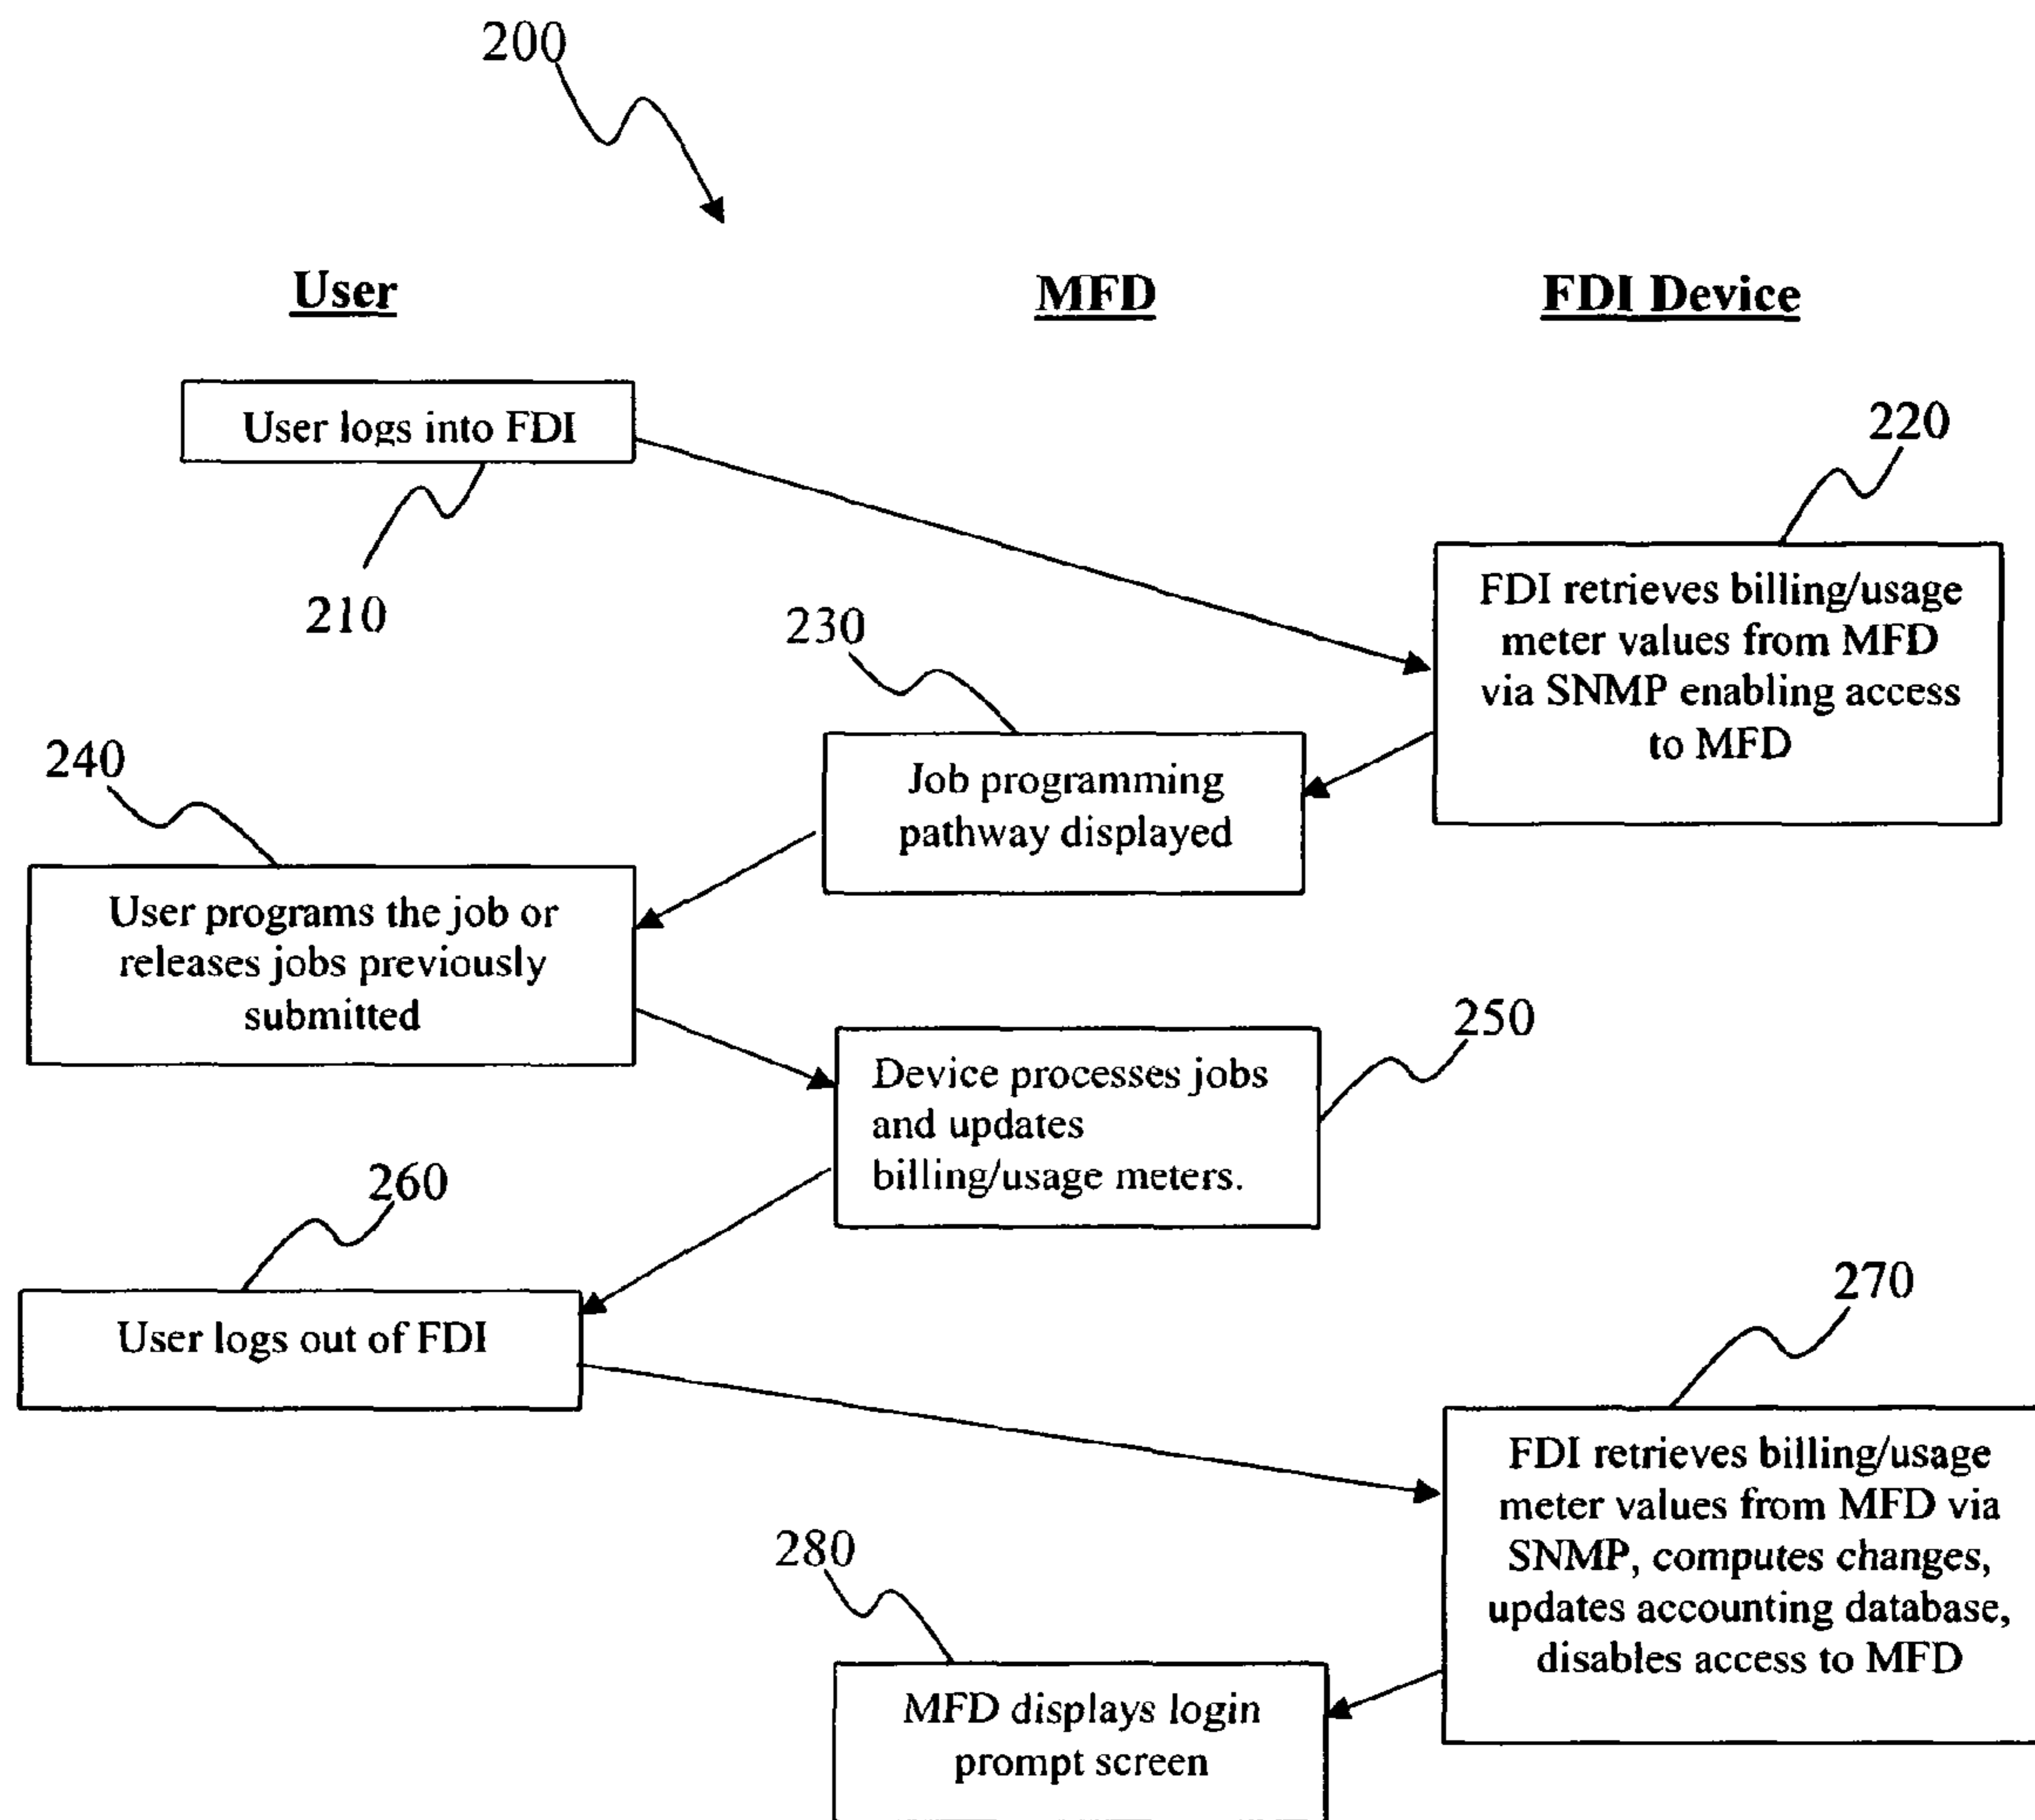 200
User
MFD
FDI Device
User logs into FDI
210
220
FDI retrieves billing/usage
meter values from MFD
via SNMP enabling access
to MFD
230
Job programming
pathway displayed
240
User programs the job or
releases jobs previously
submitted
250
Device processes jobs
and updates
billing/usage meters.
260
User logs out of FDI
270
FDI retrieves billing/usage
meter values from MFD via
SNMP, computes changes,
updates accounting database,
disables access to MFD
280
MFD displays login
prompt screen